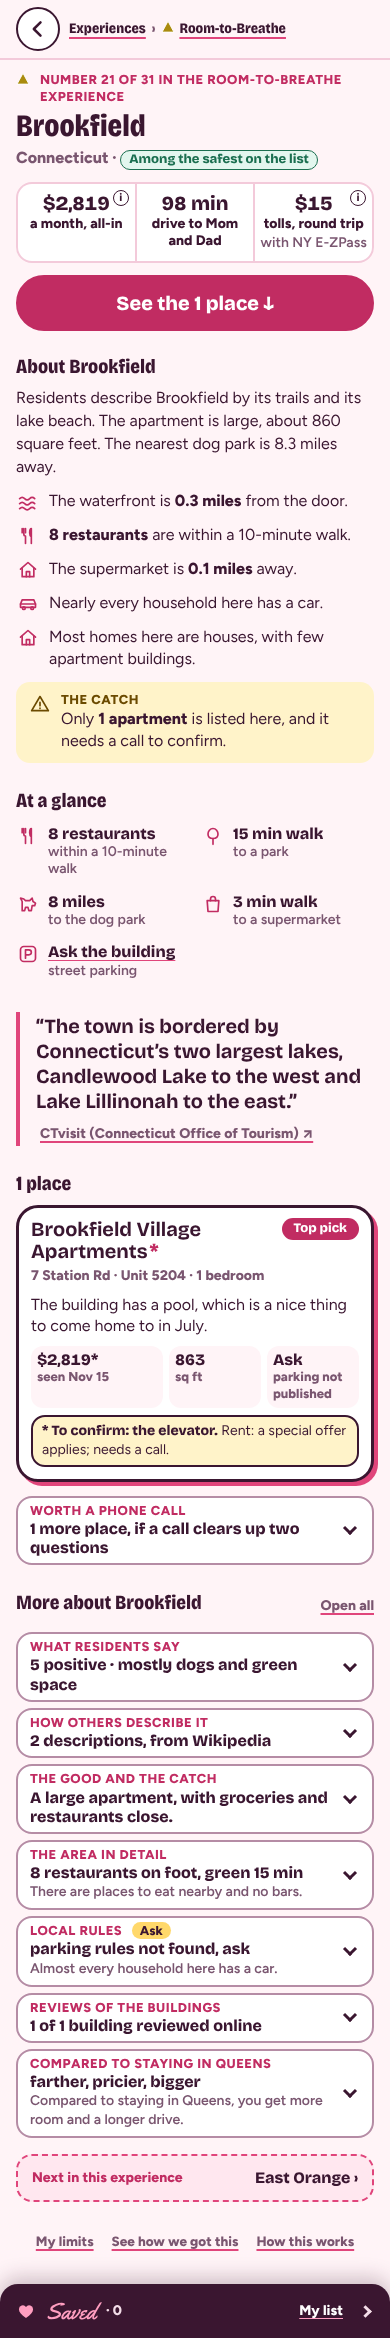 Experiences › Room-to-Breathe
NUMBER 21 OF 31 IN THE ROOM-TO-BREATHE
EXPERIENCE
Brookfield
Connecticut · Among the safest on the list
$2,819
a month, all-in
98 min
drive to Mom
and Dad
$15
tolls, round trip
with NY E-ZPass
See the 1 place ↓
About Brookfield
Residents describe Brookfield by its trails and its
lake beach. The apartment is large, about 860
square feet. The nearest dog park is 8.3 miles
away.
The waterfront is 0.3 miles from the door.
8 restaurants are within a 10-minute walk.
The supermarket is 0.1 miles away.
Nearly every household here has a car.
Most homes here are houses, with few
apartment buildings.
THE CATCH
Only 1 apartment is listed here, and it
needs a call to confirm.
At a glance
8 restaurants
within a 10-minute
walk
15 min walk
to a park
8 miles
to the dog park
3 min walk
to a supermarket
P
Ask the building
street parking
“The town is bordered by
Connecticut’s two largest lakes,
Candlewood Lake to the west and
Lake Lillinonah to the east.”
CTvisit (Connecticut Office of Tourism) ↗
1 place
Brookfield Village
Apartments*
Top pick
7 Station Rd · Unit 5204 · 1 bedroom
The building has a pool, which is a nice thing
to come home to in July.
$2,819*
seen Nov 15
863
sq ft
Ask
parking not
published
* To confirm: the elevator. Rent: a special offer
applies; needs a call.
WORTH A PHONE CALL
1 more place, if a call clears up two
questions
More about Brookfield
Open all
WHAT RESIDENTS SAY
5 positive · mostly dogs and green
space
HOW OTHERS DESCRIBE IT
2 descriptions, from Wikipedia
THE GOOD AND THE CATCH
A large apartment, with groceries and
restaurants close.
THE AREA IN DETAIL
8 restaurants on foot, green 15 min
There are places to eat nearby and no bars.
LOCAL RULES Ask
parking rules not found, ask
Almost every household here has a car.
REVIEWS OF THE BUILDINGS
1 of 1 building reviewed online
COMPARED TO STAYING IN QUEENS
farther, pricier, bigger
Compared to staying in Queens, you get more
room and a longer drive.
Next in this experience
East Orange ›
My limits See how we got this How this works
Saved · 0
My list